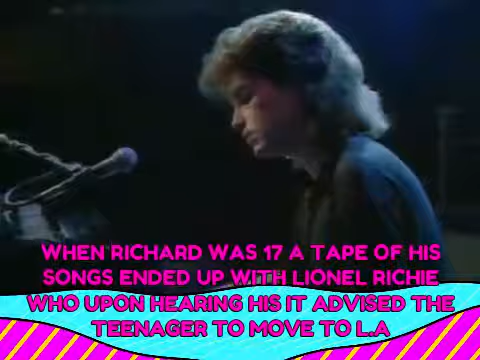 WHEN RICHARD WAS 17 A TAPE OF HIS
SONGS ENDED UP WITH LIONEL RICHIE
WHO UPON HEARING HIS IT ADVISED THE
TEENAGER TO MOVE TO L.A